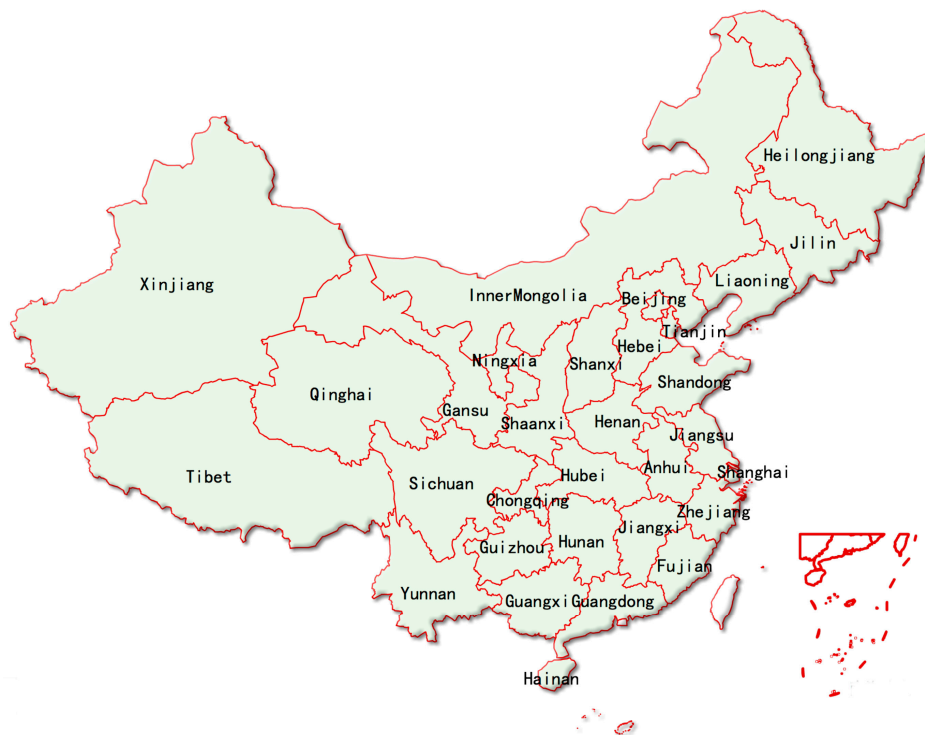 Heilongjiang
Jilin
Xinjiang
Liaoning
InnerMongolia
Beijing
Tianjin
Hebei
Ningxia
Shanxi
Shandong
Qinghai
Gansu
Shaanxi
Henan
Jiangsu
Anhui
Shanghai
Tibet
Sichuan
Hubei
Chongqing
Zhejiang
Jiangxi
Guizhou
Hunan
Fujian
Yunnan
Guangxi
Guangdong
Hainan